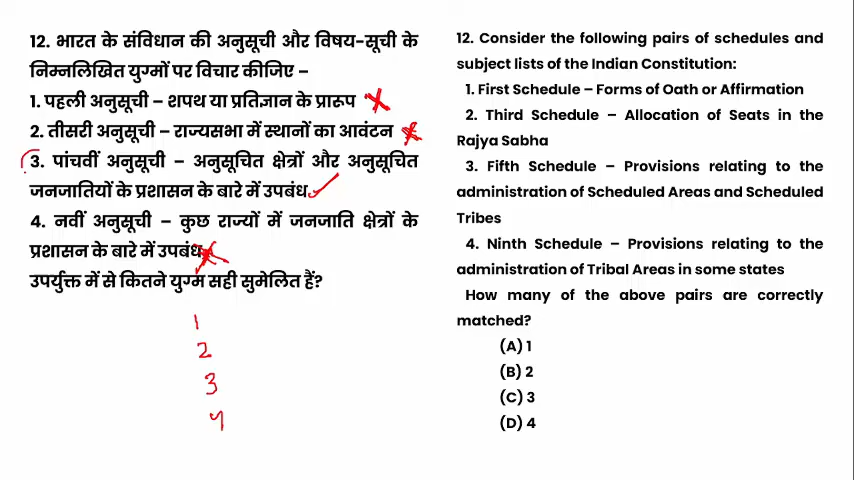 12. भारत के संविधान की अनुसूची और विषय-सूची के
निम्नलिखित युग्मों पर विचार कीजिए –
1. पहली अनुसूची – शपथ या प्रतिज्ञान के प्रारूप
2. तीसरी अनुसूची – राज्यसभा में स्थानों का आवंटन
3. पांचवीं अनुसूची – अनुसूचित क्षेत्रों और अनुसूचित
जनजातियों के प्रशासन के बारे में उपबंध
4. नवीं अनुसूची – कुछ राज्यों में जनजाति क्षेत्रों के
प्रशासन के बारे में उपबंध
उपर्युक्त में से कितने युग्म सही सुमेलित हैं?
1
2
3
4
12. Consider the following pairs of schedules and
subject lists of the Indian Constitution:
1. First Schedule – Forms of Oath or Affirmation
2. Third Schedule – Allocation of Seats in the
Rajya Sabha
3. Fifth Schedule – Provisions relating to the
administration of Scheduled Areas and Scheduled
Tribes
4. Ninth Schedule – Provisions relating to the
administration of Tribal Areas in some states
How many of the above pairs are correctly
matched?
(A) 1
(B) 2
(C) 3
(D) 4